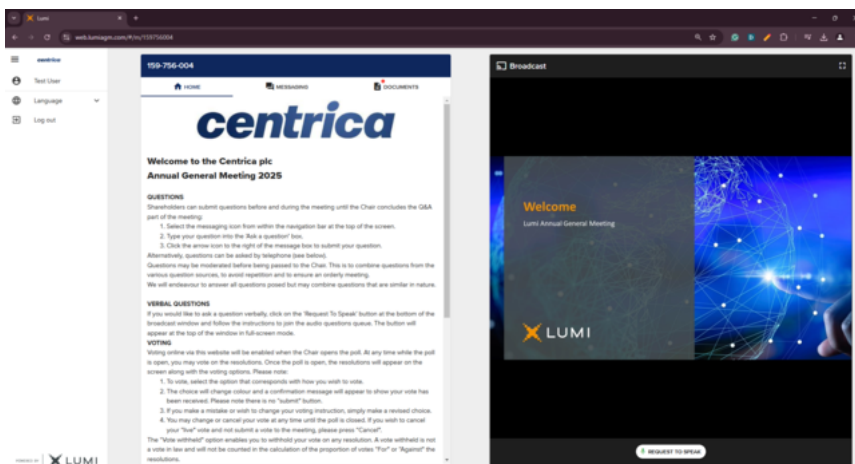 Lumi
web.lumiagm.com/#/m/159756004
centrica
Test User
Language
Log out
POWERED BY LUMI
159-756-004
HOME
MESSAGING
DOCUMENTS
centrica
Welcome to the Centrica plc
Annual General Meeting 2025
QUESTIONS
Shareholders can submit questions before and during the meeting until the Chair concludes the Q&A
part of the meeting:
1. Select the messaging icon from within the navigation bar at the top of the screen.
2. Type your question into the 'Ask a question' box.
3. Click the arrow icon to the right of the message box to submit your question.
Alternatively, questions can be asked by telephone (see below).
Questions may be moderated before being passed to the Chair. This is to combine questions from the
various question sources, to avoid repetition and to ensure an orderly meeting.
We will endeavour to answer all questions posed but may combine questions that are similar in nature.
VERBAL QUESTIONS
If you would like to ask a question verbally, click on the 'Request To Speak' button at the bottom of the
broadcast window and follow the instructions to join the audio questions queue. The button will
appear at the top of the window in full-screen mode.
VOTING
Voting online via this website will be enabled when the Chair opens the poll. At any time while the poll
is open, you may vote on the resolutions. Once the poll is open, the resolutions will appear on the
screen along with the voting options. Please note:
1. To vote, select the option that corresponds with how you wish to vote.
2. The choice will change colour and a confirmation message will appear to show your vote has
been received. Please note there is no "submit" button.
3. If you make a mistake or wish to change your voting instruction, simply make a revised choice.
4. You may change or cancel your vote at any time until the poll is closed. If you wish to cancel
your "live" vote and not submit a vote to the meeting, please press "Cancel".
The "Vote withheld" option enables you to withhold your vote on any resolution. A vote withheld is not
a vote in law and will not be counted in the calculation of the proportion of votes "For" or "Against" the
resolutions.
Broadcast
Welcome
Lumi Annual General Meeting
LUMI
REQUEST TO SPEAK